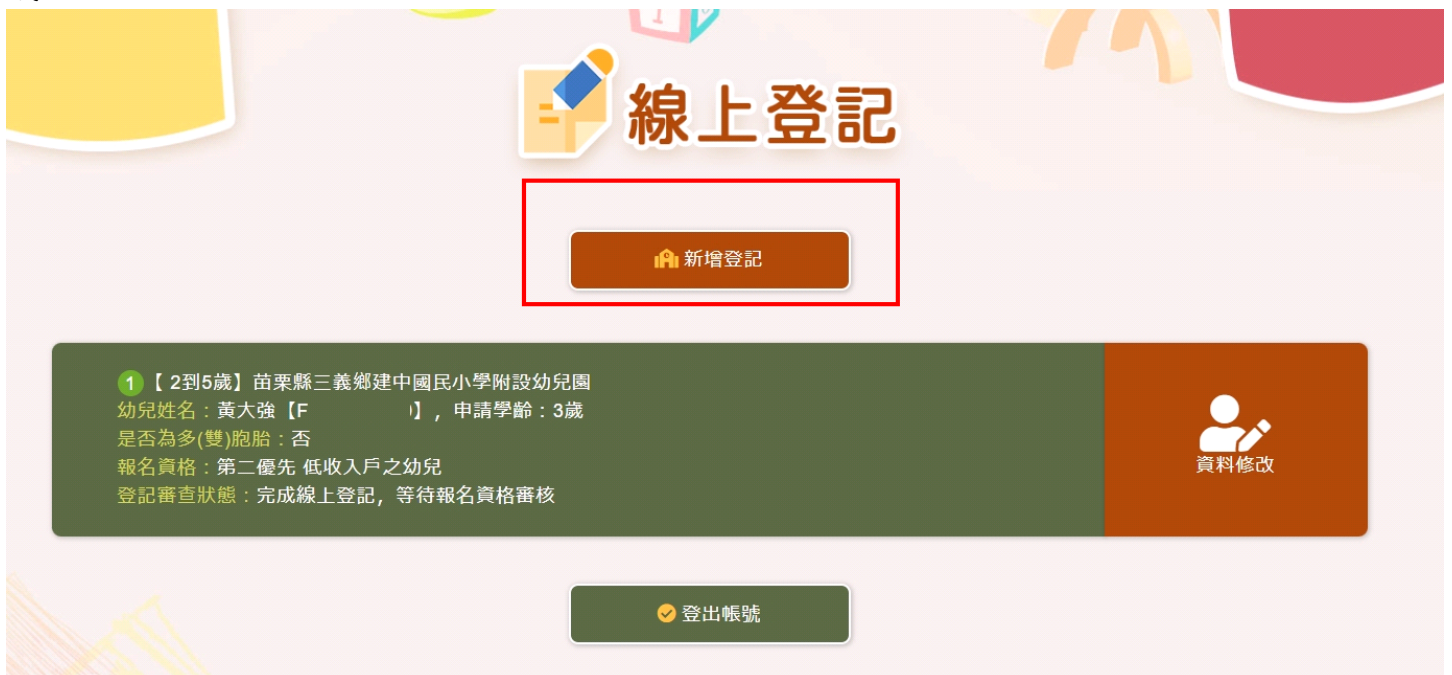 線上登記
新增登記
1【 2到5歲】苗栗縣三義鄉建中國民小學附設幼兒園
幼兒姓名：黃大強【F】, 申請學齡：3歲
是否為多(雙)胞胎：否
報名資格：第二優先 低收入戶之幼兒
登記審查狀態：完成線上登記, 等待報名資格審核
資料修改
登出帳號